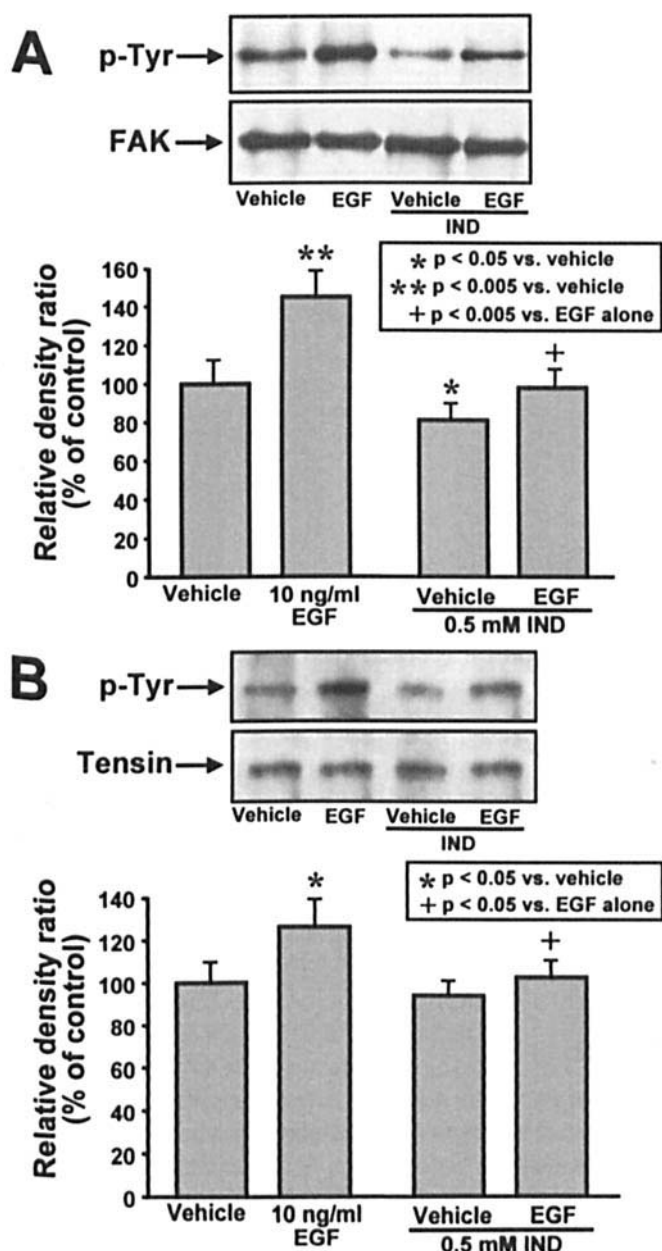 A
p-Tyr
FAK
Vehicle EGF Vehicle EGF
IND
* p < 0.05 vs. vehicle
** p < 0.005 vs. vehicle
+ p < 0.005 vs. EGF alone
Relative density ratio
(% of control)
160
140
120
100
80
60
40
20
0
**
*
+
Vehicle 10 ng/ml Vehicle EGF
EGF 0.5 mM IND
B
p-Tyr
Tensin
Vehicle EGF Vehicle EGF
IND
* p < 0.05 vs. vehicle
+ p < 0.05 vs. EGF alone
Relative density ratio
(% of control)
140
120
100
80
60
40
20
0
*
+
Vehicle 10 ng/ml Vehicle EGF
EGF 0.5 mM IND